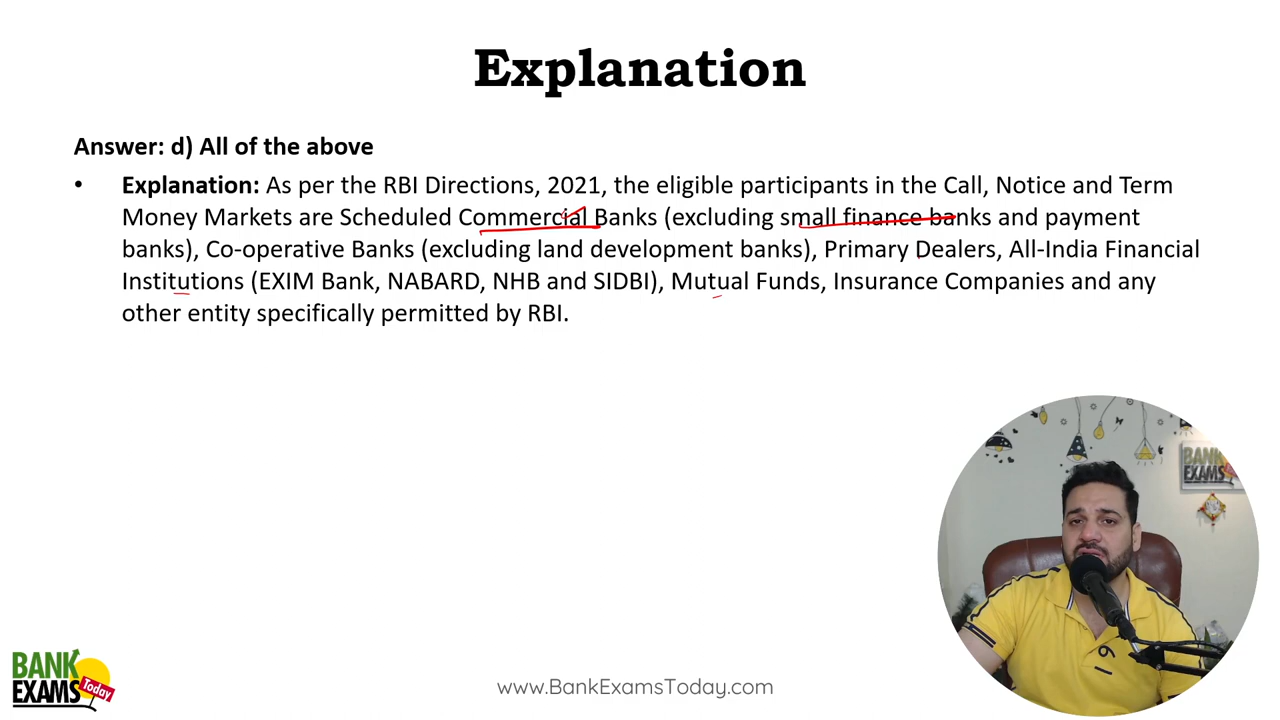 Explanation
Answer: d) All of the above
• Explanation: As per the RBI Directions, 2021, the eligible participants in the Call, Notice and Term
Money Markets are Scheduled Commercial Banks (excluding small finance banks and payment
banks), Co-operative Banks (excluding land development banks), Primary Dealers, All-India Financial
Institutions (EXIM Bank, NABARD, NHB and SIDBI), Mutual Funds, Insurance Companies and any
other entity specifically permitted by RBI.
BANK
EXAMS
BANK
EXAMS
Today
www.BankExamsToday.com